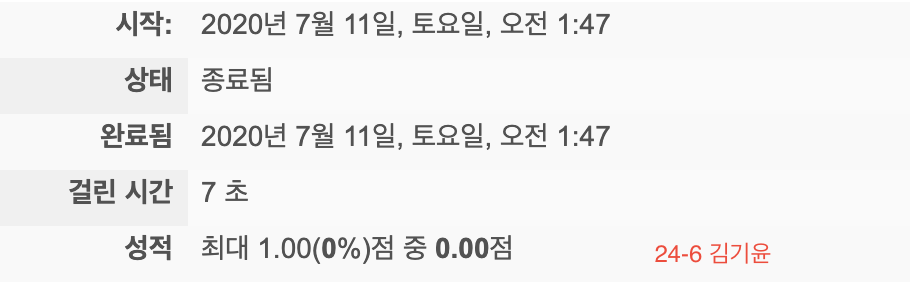 시작: 2020년 7월 11일, 토요일, 오전 1:47
상태 종료됨
완료됨 2020년 7월 11일, 토요일, 오전 1:47
걸린 시간 7 초
성적 최대 1.00(0%)점 중 0.00점
24-6 김기윤